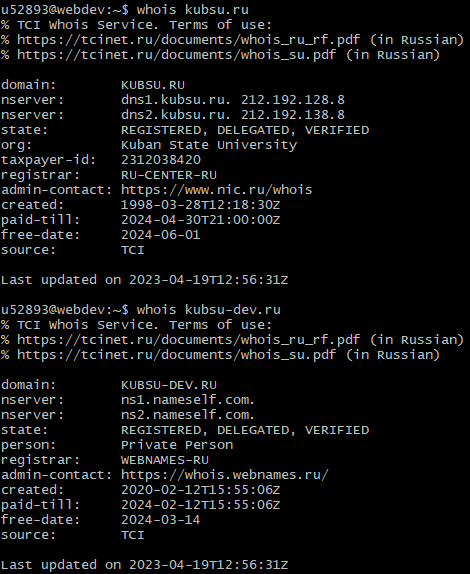 u52893@webdev:~$ whois kubsu.ru
% TCI Whois Service. Terms of use:
% https://tcinet.ru/documents/whois_ru_rf.pdf (in Russian)
% https://tcinet.ru/documents/whois_su.pdf (in Russian)

domain:        KUBSU.RU
nserver:       dns1.kubsu.ru. 212.192.128.8
nserver:       dns2.kubsu.ru. 212.192.138.8
state:         REGISTERED, DELEGATED, VERIFIED
org:           Kuban State University
taxpayer-id:   2312038420
registrar:     RU-CENTER-RU
admin-contact: https://www.nic.ru/whois
created:       1998-03-28T12:18:30Z
paid-till:     2024-04-30T21:00:00Z
free-date:     2024-06-01
source:        TCI

Last updated on 2023-04-19T12:56:31Z

u52893@webdev:~$ whois kubsu-dev.ru
% TCI Whois Service. Terms of use:
% https://tcinet.ru/documents/whois_ru_rf.pdf (in Russian)
% https://tcinet.ru/documents/whois_su.pdf (in Russian)

domain:        KUBSU-DEV.RU
nserver:       ns1.nameself.com.
nserver:       ns2.nameself.com.
state:         REGISTERED, DELEGATED, VERIFIED
person:        Private Person
registrar:     WEBNAMES-RU
admin-contact: https://whois.webnames.ru/
created:       2020-02-12T15:55:06Z
paid-till:     2024-02-12T15:55:06Z
free-date:     2024-03-14
source:        TCI

Last updated on 2023-04-19T12:56:31Z